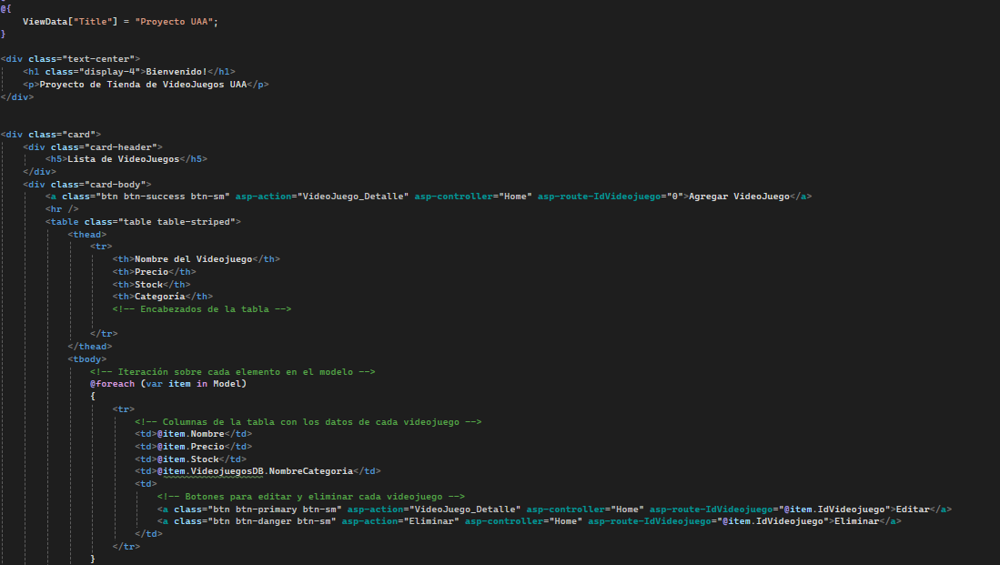 @{
    ViewData["Title"] = "Proyecto UAA";
}

<div class="text-center">
    <h1 class="display-4">Bienvenido!</h1>
    <p>Proyecto de Tienda de VideoJuegos UAA</p>
</div>


<div class="card">
    <div class="card-header">
        <h5>Lista de VideoJuegos</h5>
    </div>
    <div class="card-body">
        <a class="btn btn-success btn-sm" asp-action="VideoJuego_Detalle" asp-controller="Home" asp-route-IdVideojuego="0">Agregar VideoJuego</a>
        <hr />
        <table class="table table-striped">
            <thead>
                <tr>
                    <th>Nombre del Videojuego</th>
                    <th>Precio</th>
                    <th>Stock</th>
                    <th>Categoría</th>
                    <!-- Encabezados de la tabla -->

                </tr>
            </thead>
            <tbody>
                <!-- Iteración sobre cada elemento en el modelo -->
                @foreach (var item in Model)
                {
                    <tr>
                        <!-- Columnas de la tabla con los datos de cada videojuego -->
                        <td>@item.Nombre</td>
                        <td>@item.Precio</td>
                        <td>@item.Stock</td>
                        <td>@item.VideojuegosDB.NombreCategoria</td>
                        <td>
                            <!-- Botones para editar y eliminar cada videojuego -->
                            <a class="btn btn-primary btn-sm" asp-action="VideoJuego_Detalle" asp-controller="Home" asp-route-IdVideojuego="@item.IdVideojuego">Editar</a>
                            <a class="btn btn-danger btn-sm" asp-action="Eliminar" asp-controller="Home" asp-route-IdVideojuego="@item.IdVideojuego">Eliminar</a>
                        </td>
                    </tr>
                }